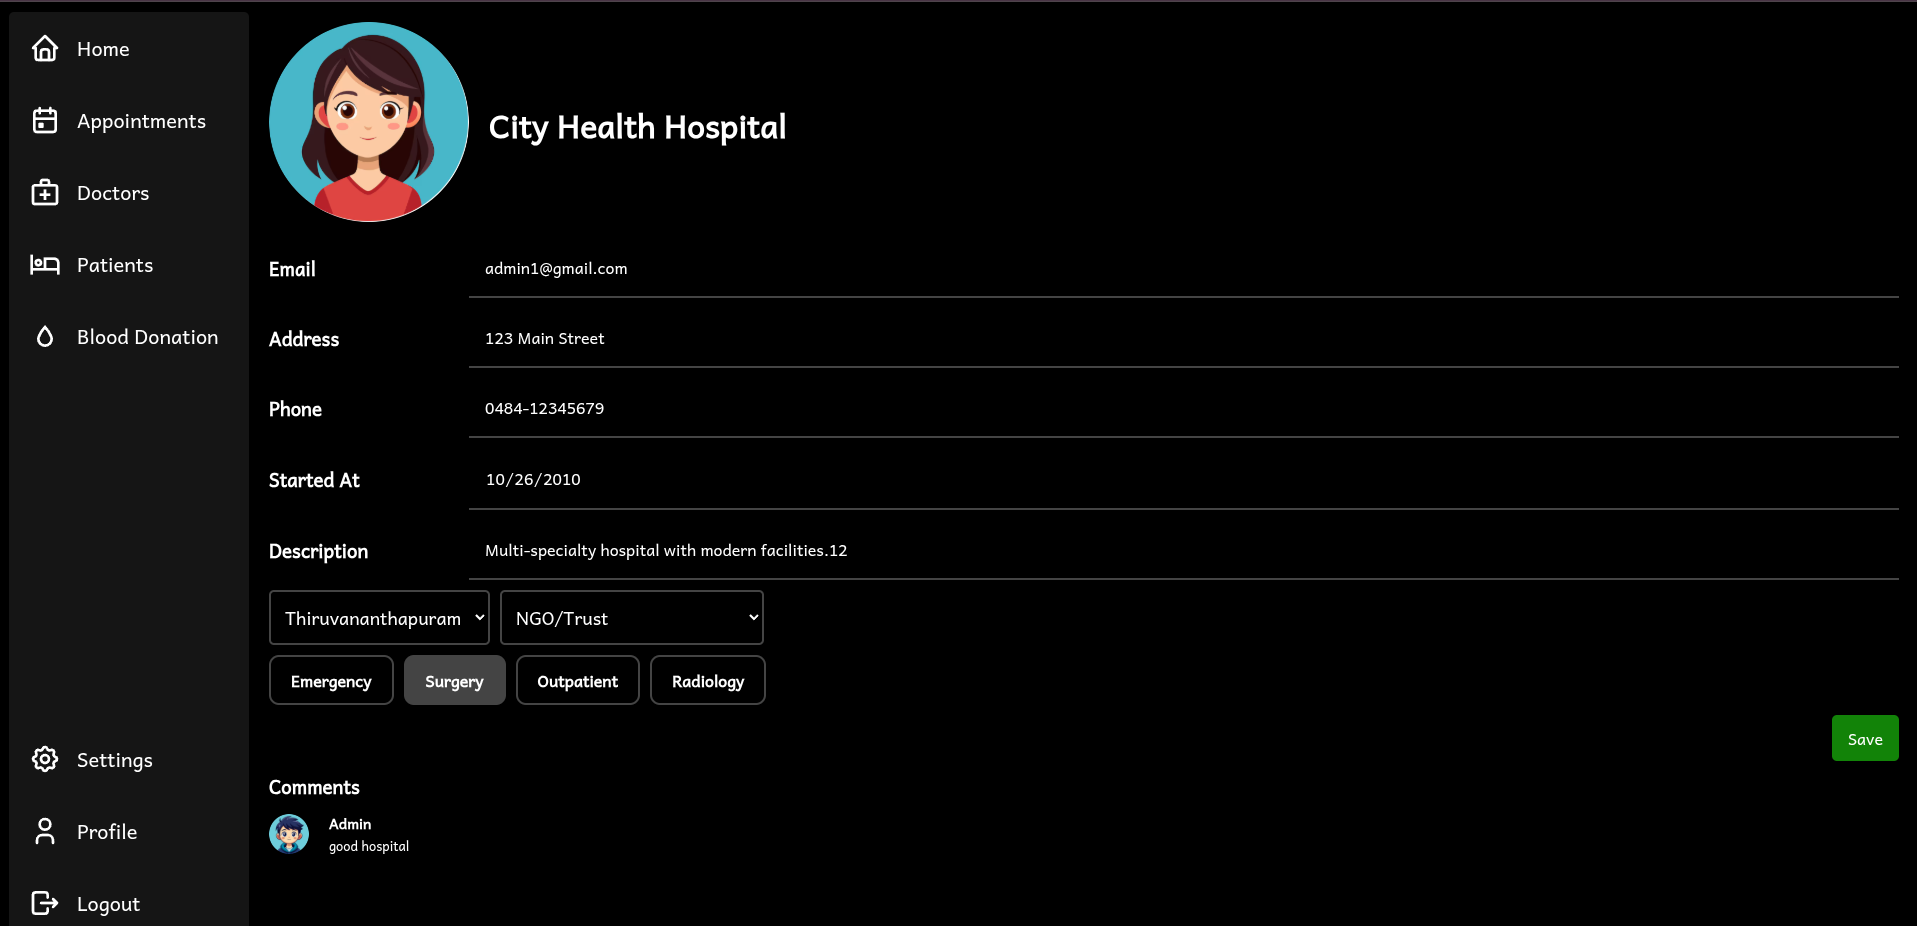 Home
Appointments
Doctors
Patients
Blood Donation
Settings
Profile
Logout
City Health Hospital
Email admin1@gmail.com
Address 123 Main Street
Phone 0484-12345679
Started At 10/26/2010
Description Multi-specialty hospital with modern facilities.12
Thiruvananthapuram NGO/Trust
Emergency Surgery Outpatient Radiology
Save
Comments
Admin
good hospital